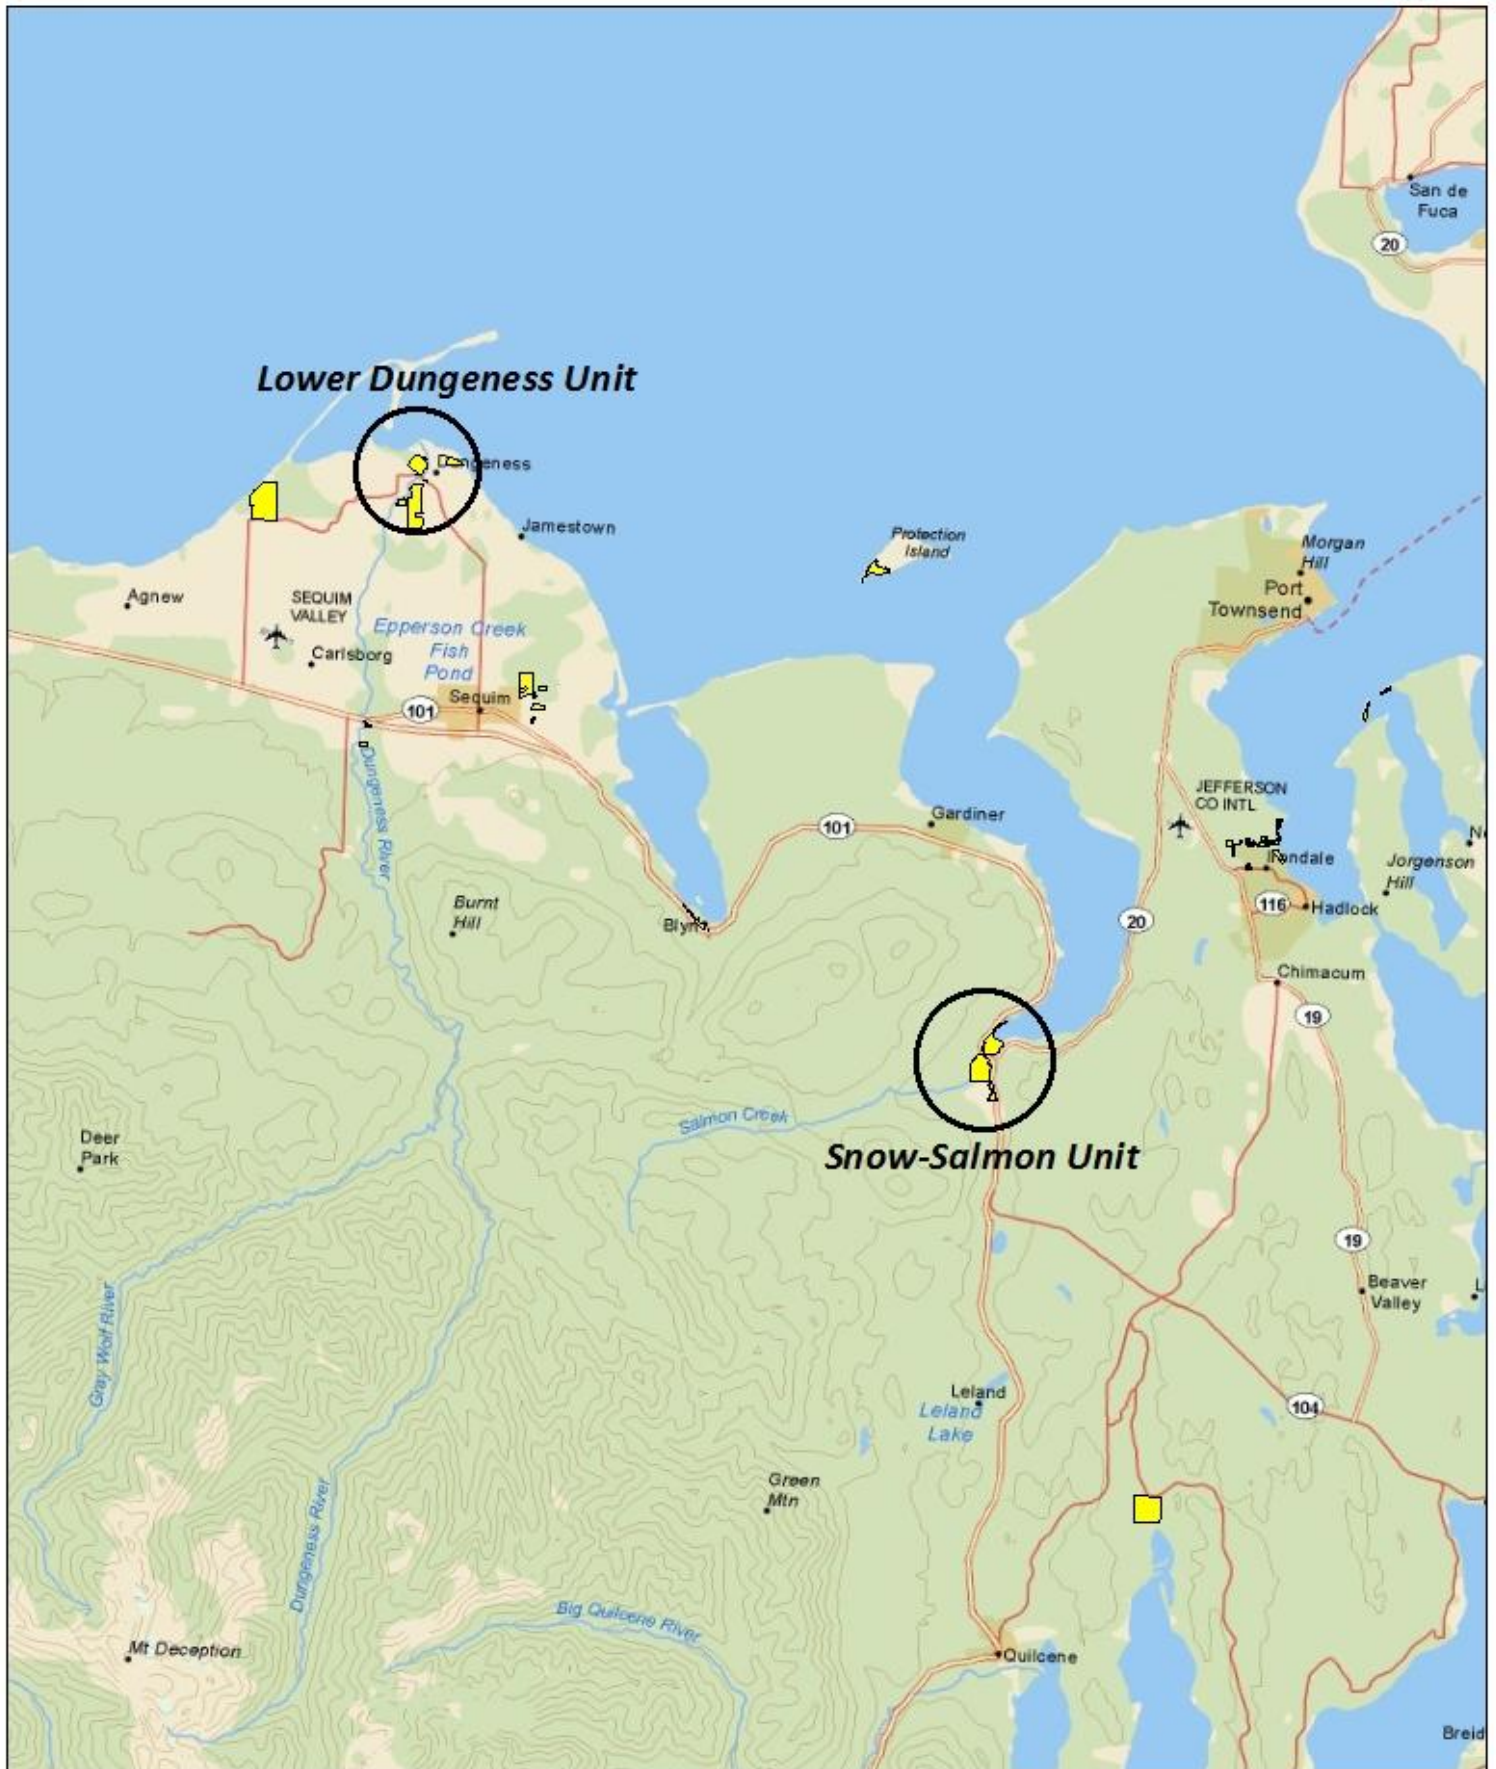 San de
Fuca
20
Lower Dungeness Unit
Dungeness
Jamestown
Protection
Island
Morgan
Hill
Port
Townsend
Agnew
SEQUIM
VALLEY
Epperson Creek
Fish
Pond
Carlsborg
Sequim
101
Dungeness River
JEFFERSON
CO INTL
Gardiner
101
Irondale
Jorgenson
Hill
Burnt
Hill
Blyn
20
116
Hadlock
Chimacum
19
Salmon Creek
Deer
Park
Snow-Salmon Unit
19
Beaver
Valley
Gray Wolf River
Leland
Leland
Lake
104
Green
Mtn
Dungeness River
Big Quilcene River
Mt Deception
Quilcene
Breid